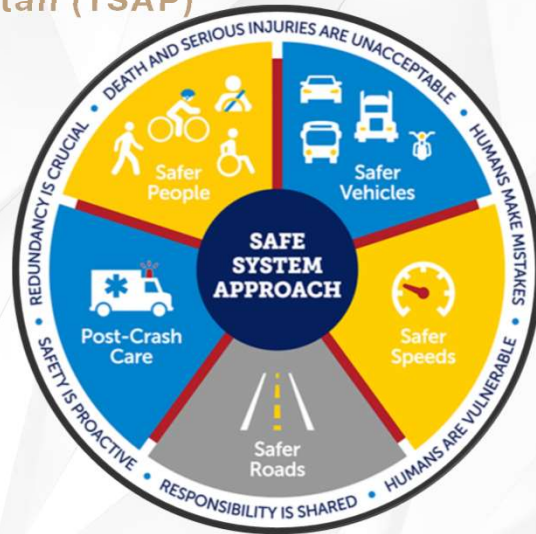 (TSAP)
DEATH AND SERIOUS INJURIES ARE UNACCEPTABLE
HUMANS MAKE MISTAKES
HUMANS ARE VULNERABLE
RESPONSIBILITY IS SHARED
SAFETY IS PROACTIVE
REDUNDANCY IS CRUCIAL
Safer
People
Safer
Vehicles
SAFE
SYSTEM
APPROACH
Post-Crash
Care
Safer
Speeds
Safer
Roads